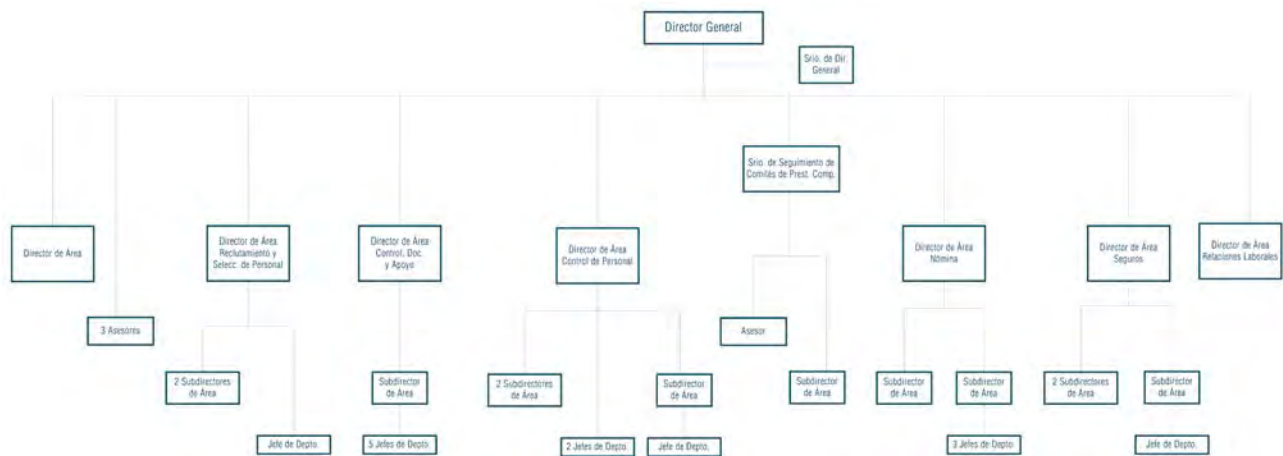 Director General
Srio. de Dir.
General
Srio. de Seguimiento de
Comités de Prest. Comp.
Director de Área
Director de Área
Reclutamiento y
Selecc. de Personal
Director de Área
Control. Doc.
y Apoyo
Director de Área
Control de Personal
Director de Área
Nómina
Director de Área
Seguros
Director de Área
Relaciones Laborales
3 Asesores
Asesor
2 Subdirectores
de Área
Subdirector
de Área
2 Subdirectores
de Área
Subdirector
de Área
Subdirector
de Área
Subdirector
de Área
Subdirector
de Área
2 Subdirectores
de Área
Subdirector
de Área
Jefe de Depto.
5 Jefes de Depto.
2 Jefes de Depto.
Jefe de Depto.
3 Jefes de Depto.
Jefe de Depto.